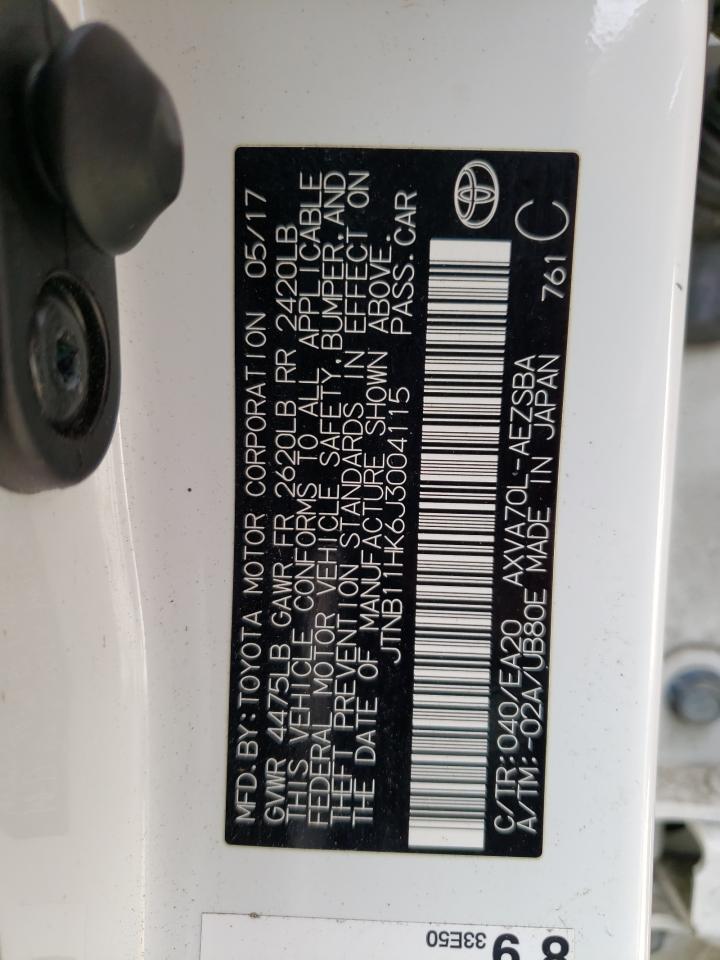 MFD.BY:TOYOTA MOTOR CORPORATION 05/17
GVWR 4475LB GAWR FR 2620LB RR 2420LB
THIS VEHICLE CONFORMS TO ALL APPLICABLE
FEDERAL MOTOR VEHICLE SAFETY, BUMPER, AND
THEFT PREVENTION STANDARDS IN EFFECT ON
THE DATE OF MANUFACTURE SHOWN ABOVE.
JTNB11HK6J3004115 PASS.CAR
C/TR:040/EA20 AXVA70L-AEZSBA 761 C
A/TM:-02A/UB80E MADE IN JAPAN
33E50